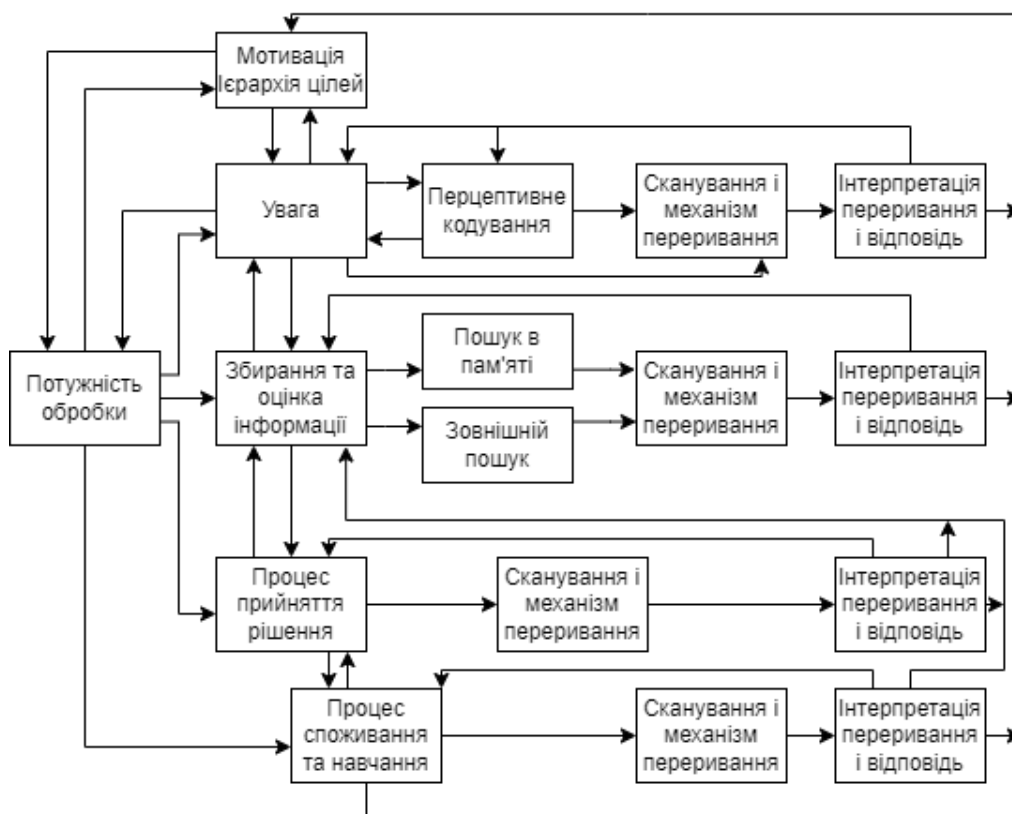 Мотивація
Ієрархія цілей
Увага
Перцептивне
кодування
Сканування і
механізм
переривання
Інтерпретація
переривання
і відповідь
Потужність
обробки
Збирання та
оцінка
інформації
Пошук в
пам'яті
Зовнішній
пошук
Сканування і
механізм
переривання
Інтерпретація
переривання
і відповідь
Процес
прийняття
рішення
Сканування і
механізм
переривання
Інтерпретація
переривання
і відповідь
Процес
споживання
та навчання
Сканування і
механізм
переривання
Інтерпретація
переривання
і відповідь